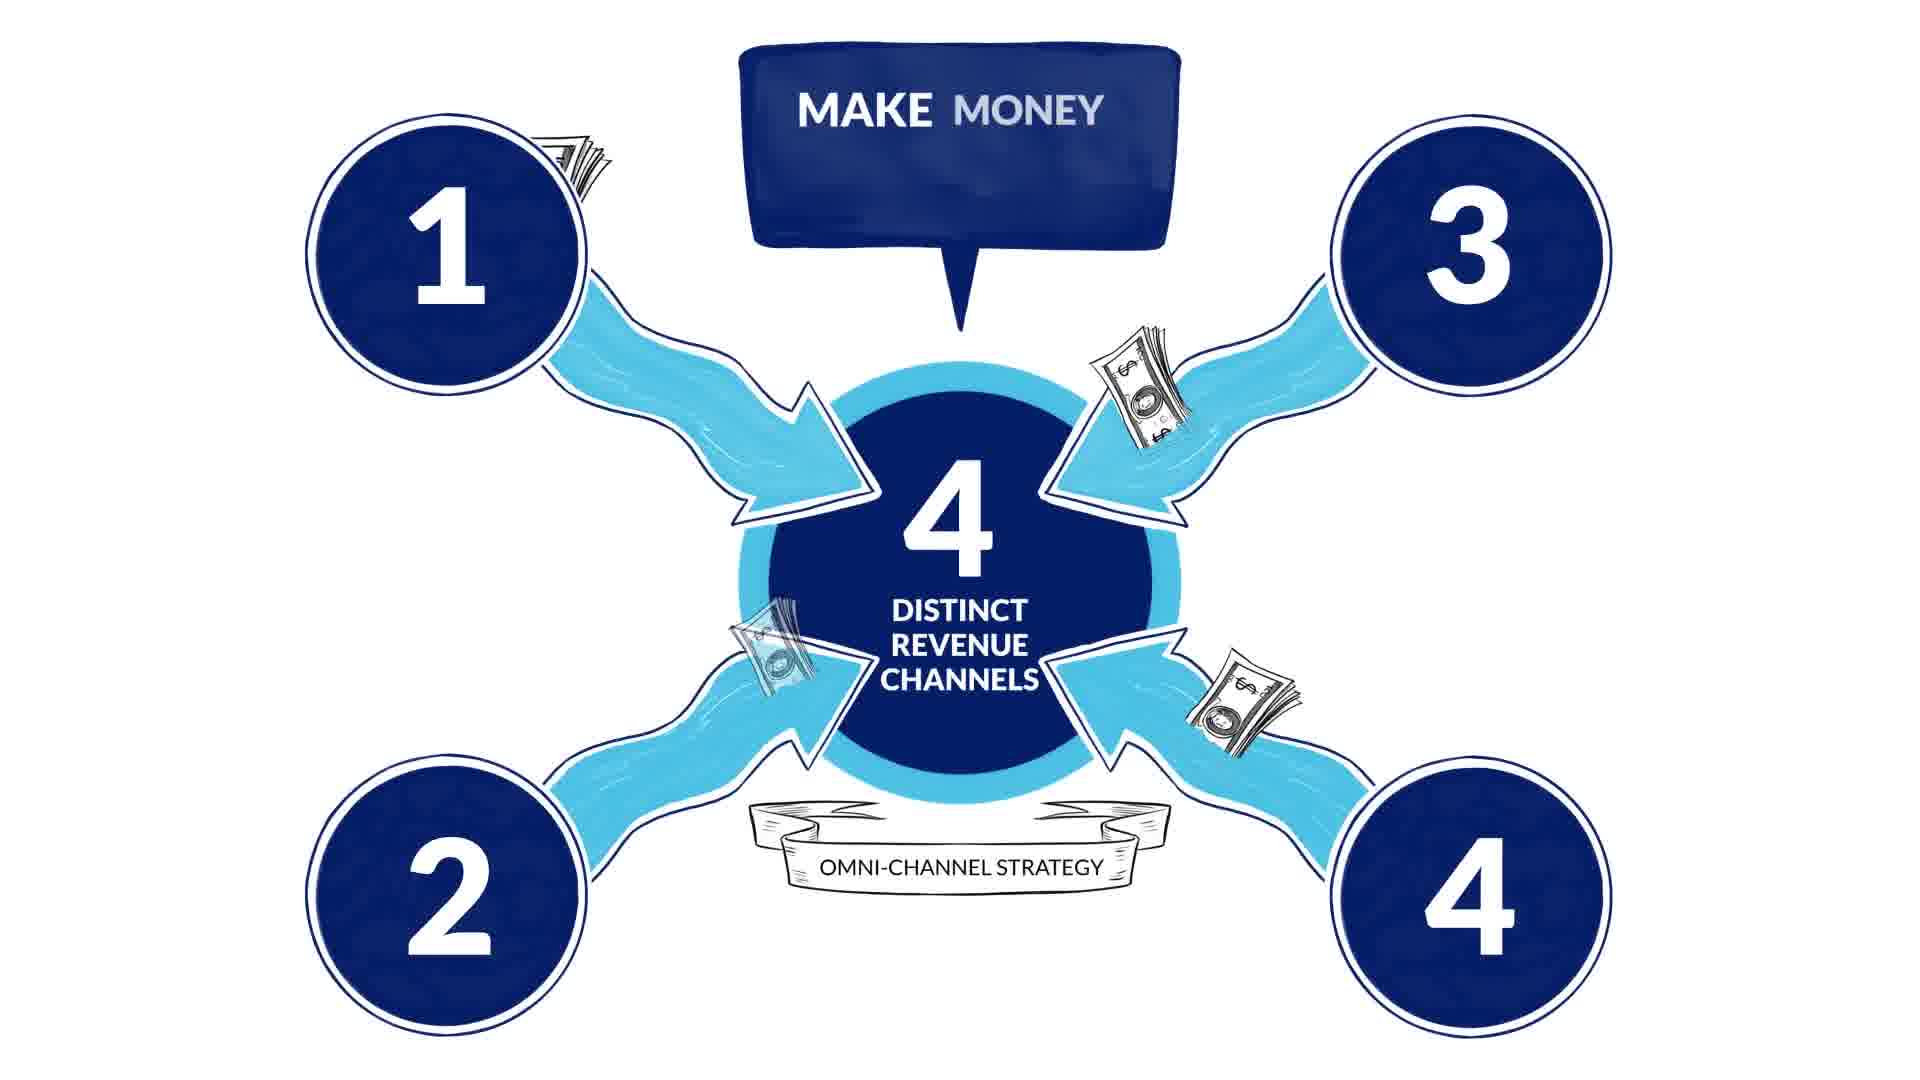 MAKE MONEY
1
3
4
DISTINCT
REVENUE
CHANNELS
OMNI-CHANNEL STRATEGY
2
4